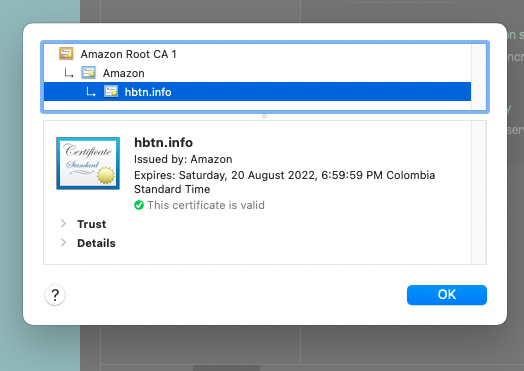 Amazon Root CA 1
Amazon
hbtn.info
Certificate
Standard
hbtn.info
Issued by: Amazon
Expires: Saturday, 20 August 2022, 6:59:59 PM Colombia
Standard Time
This certificate is valid
Trust
Details
?
OK